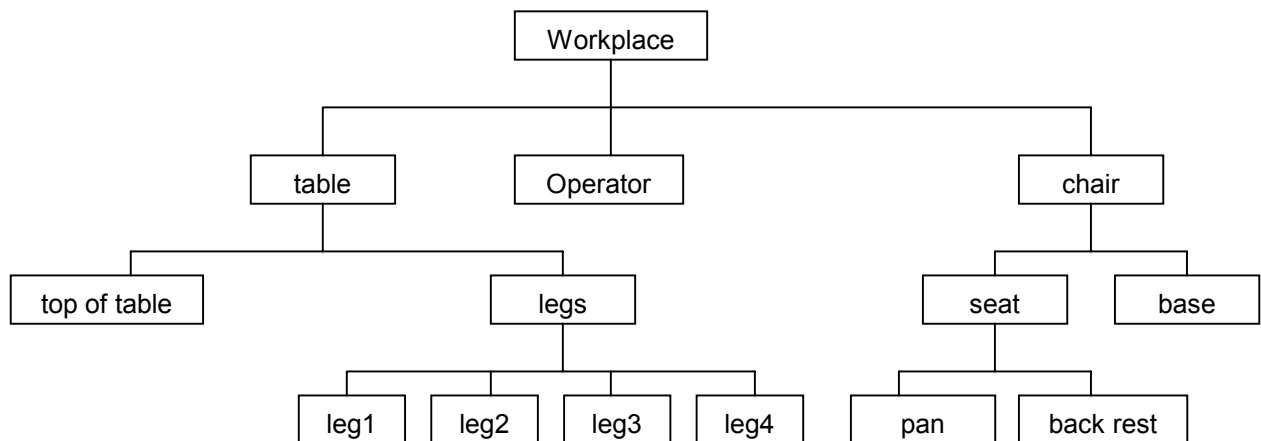 Workplace
table
Operator
chair
top of table
legs
seat
base
leg1
leg2
leg3
leg4
pan
back rest